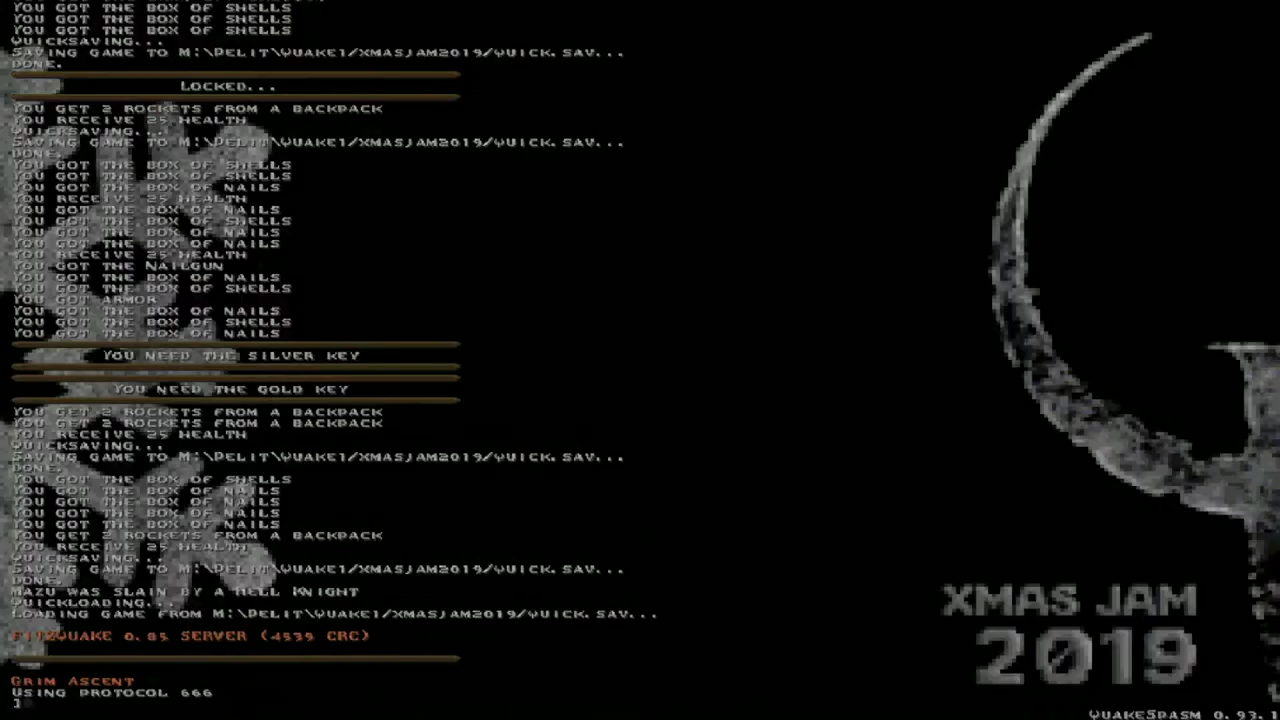 YOU GOT THE BOX OF SHELLS
YOU GOT THE BOX OF SHELLS
YOU GOT THE BOX OF SHELLS
QUICKSAVING...
SAVING GAME TO M:\PELIT\QUAKE1/XMASJAM2019/QUICK.SAV...
DONE.
LOCKED...
YOU GET 2 ROCKETS FROM A BACKPACK
YOU RECEIVE 25 HEALTH
QUICKSAVING...
SAVING GAME TO M:\PELIT\QUAKE1/XMASJAM2019/QUICK.SAV...
DONE.
YOU GOT THE BOX OF SHELLS
YOU GOT THE BOX OF SHELLS
YOU GOT THE BOX OF NAILS
YOU RECEIVE 25 HEALTH
YOU GOT THE BOX OF NAILS
YOU GOT THE BOX OF SHELLS
YOU GOT THE BOX OF NAILS
YOU GOT THE BOX OF NAILS
YOU RECEIVE 25 HEALTH
YOU GOT THE NAILGUN
YOU GOT THE BOX OF NAILS
YOU GOT THE BOX OF SHELLS
YOU GOT ARMOR
YOU GOT THE BOX OF NAILS
YOU GOT THE BOX OF SHELLS
YOU GOT THE BOX OF NAILS
YOU NEED THE SILVER KEY
YOU NEED THE GOLD KEY
YOU GET 2 ROCKETS FROM A BACKPACK
YOU GET 2 ROCKETS FROM A BACKPACK
YOU RECEIVE 25 HEALTH
QUICKSAVING...
SAVING GAME TO M:\PELIT\QUAKE1/XMASJAM2019/QUICK.SAV...
DONE.
YOU GOT THE BOX OF SHELLS
YOU GOT THE BOX OF NAILS
YOU GOT THE BOX OF NAILS
YOU GOT THE BOX OF NAILS
YOU GOT THE BOX OF NAILS
YOU GET 2 ROCKETS FROM A BACKPACK
YOU RECEIVE 25 HEALTH
QUICKSAVING...
SAVING GAME TO M:\PELIT\QUAKE1/XMASJAM2019/QUICK.SAV...
DONE.
MAZU WAS SLAIN BY A HELL KNIGHT
QUICKLOADING...
LOADING GAME FROM M:\PELIT\QUAKE1/XMASJAM2019/QUICK.SAV...
FITZQUAKE 0.85 SERVER (4539 CRC)
GRIM ASCENT
USING PROTOCOL 666
]
XMAS JAM
2019
QUAKESPASM 0.93.1